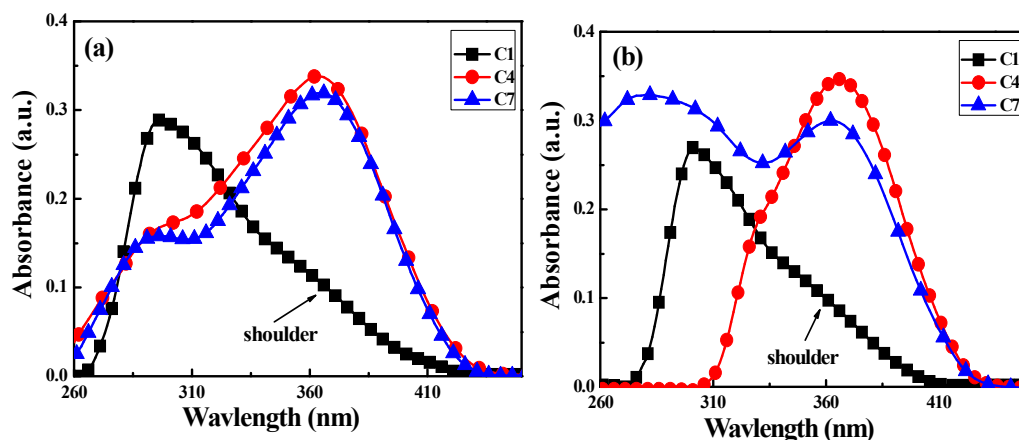 (a)
C1
C4
C7
shoulder
0.4
0.3
0.2
0.1
0.0
Absorbance (a.u.)
260
310
360
410
Wavlength (nm)
(b)
C1
C4
C7
shoulder
0.4
0.3
0.2
0.1
0.0
Absorbance (a.u.)
260
310
360
410
Wavlength (nm)